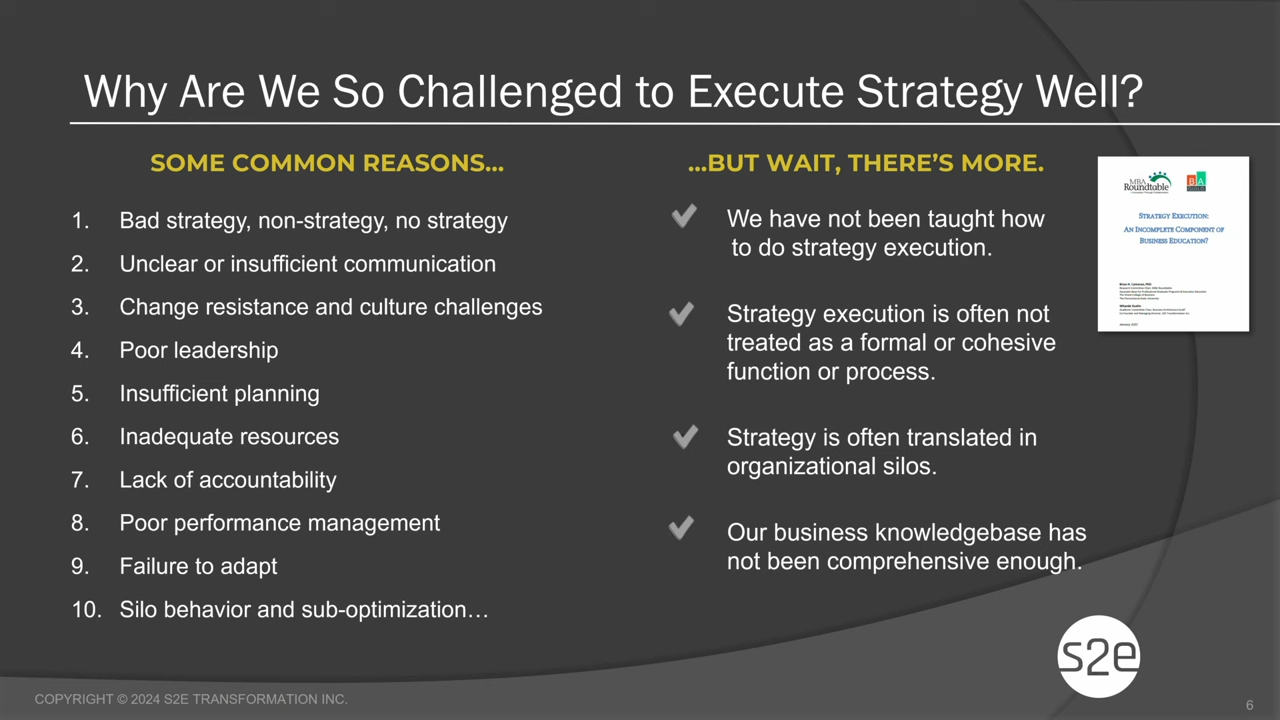 Why Are We So Challenged to Execute Strategy Well?
SOME COMMON REASONS...
1. Bad strategy, non-strategy, no strategy
2. Unclear or insufficient communication
3. Change resistance and culture challenges
4. Poor leadership
5. Insufficient planning
6. Inadequate resources
7. Lack of accountability
8. Poor performance management
9. Failure to adapt
10. Silo behavior and sub-optimization…
...BUT WAIT, THERE’S MORE.
We have not been taught how
to do strategy execution.
Strategy execution is often not
treated as a formal or cohesive
function or process.
Strategy is often translated in
organizational silos.
Our business knowledgebase has
not been comprehensive enough.
MBA
Roundtable
BA
STRATEGY EXECUTION:
AN INCOMPLETE COMPONENT OF
BUSINESS EDUCATION?
s2e
COPYRIGHT © 2024 S2E TRANSFORMATION INC.
6